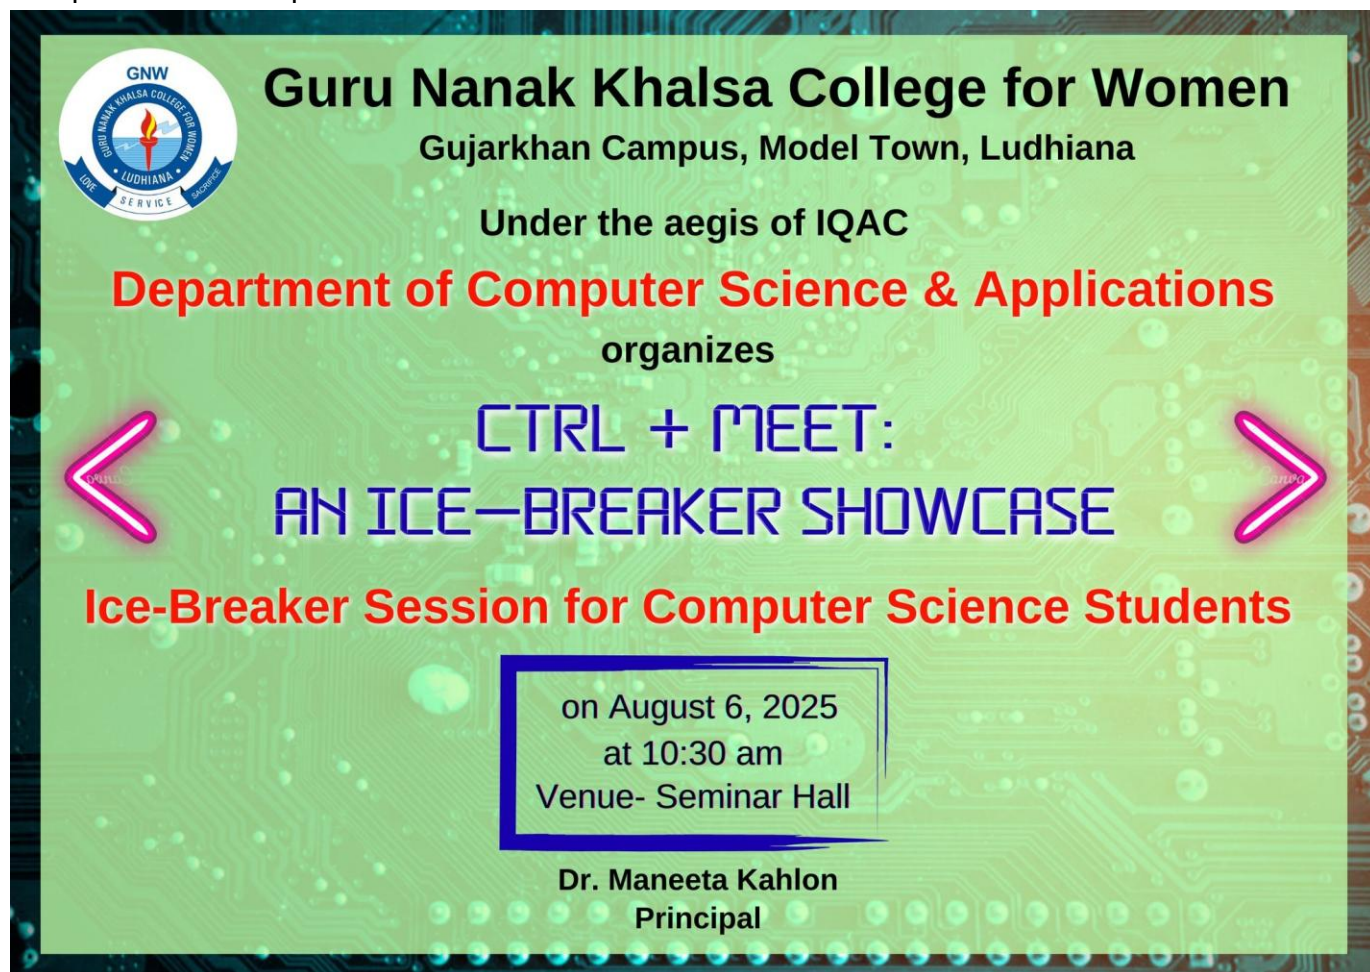 GNW
GURU NANAK KHALSA COLLEGE FOR WOMEN
LUDHIANA
LOVE
SERVICE
SACRIFICE
Guru Nanak Khalsa College for Women
Gujarkhan Campus, Model Town, Ludhiana
Under the aegis of IQAC
Department of Computer Science & Applications
organizes
CTRL + MEET:
AN ICE-BREAKER SHOWCASE
Canva
Canva
Ice-Breaker Session for Computer Science Students
on August 6, 2025
at 10:30 am
Venue- Seminar Hall
Dr. Maneeta Kahlon
Principal